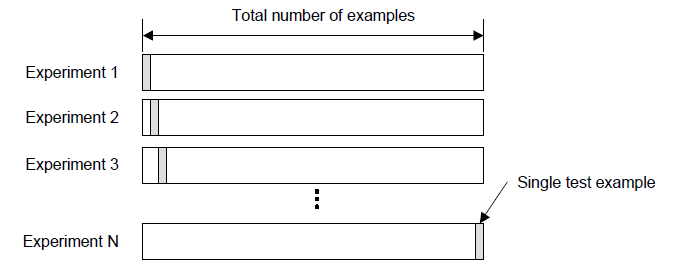 Total number of examples
Experiment 1
Experiment 2
Experiment 3
Single test example
Experiment N